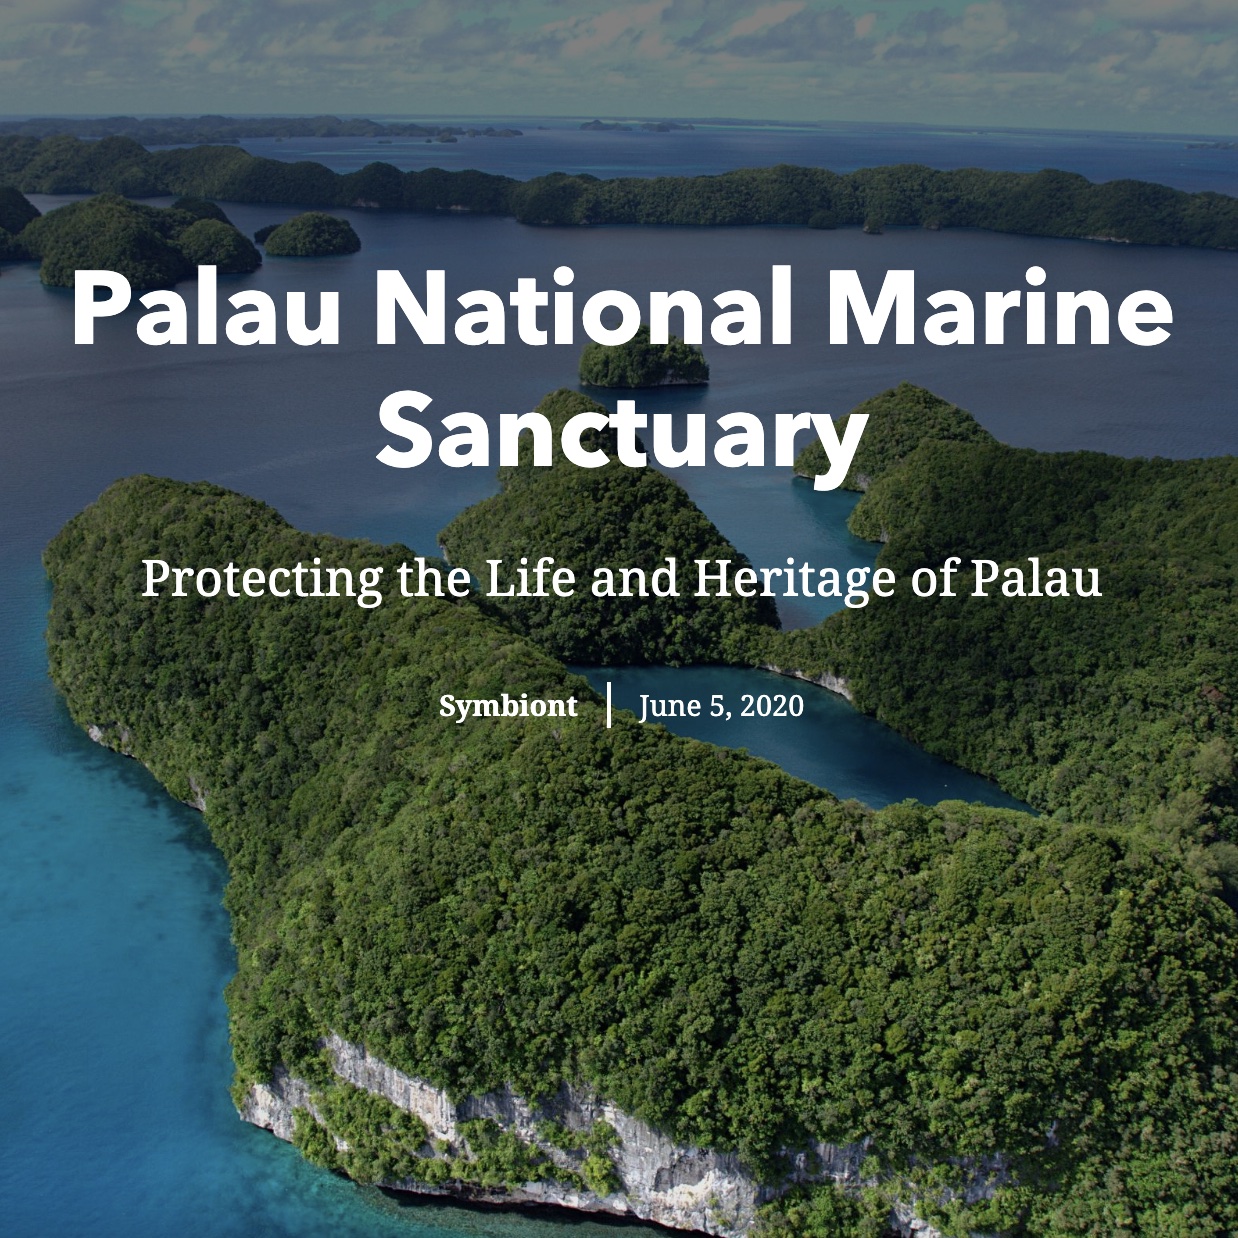 Palau National Marine
Sanctuary
Protecting the Life and Heritage of Palau
Symbiont | June 5, 2020